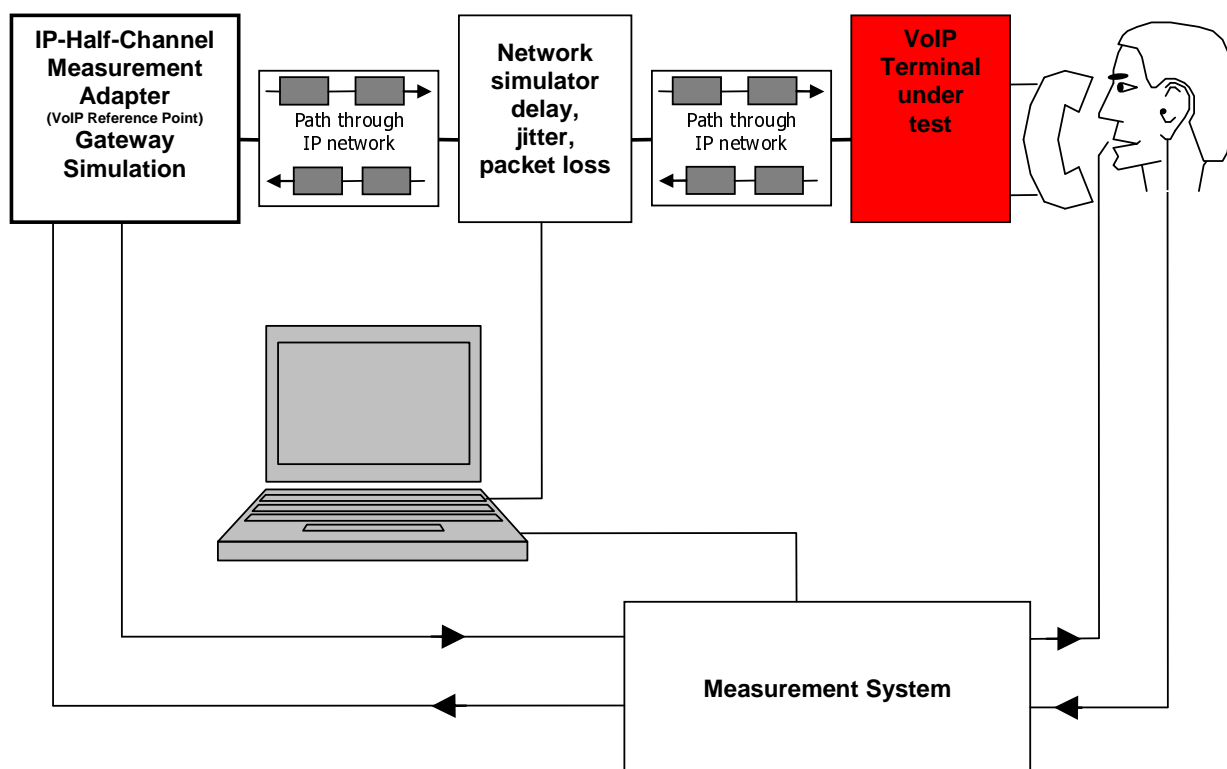 IP-Half-Channel
Measurement
Adapter
(VoIP Reference Point)
Gateway
Simulation
Path through
IP network
Network
simulator
delay,
jitter,
packet loss
Path through
IP network
VoIP
Terminal
under
test
Measurement System